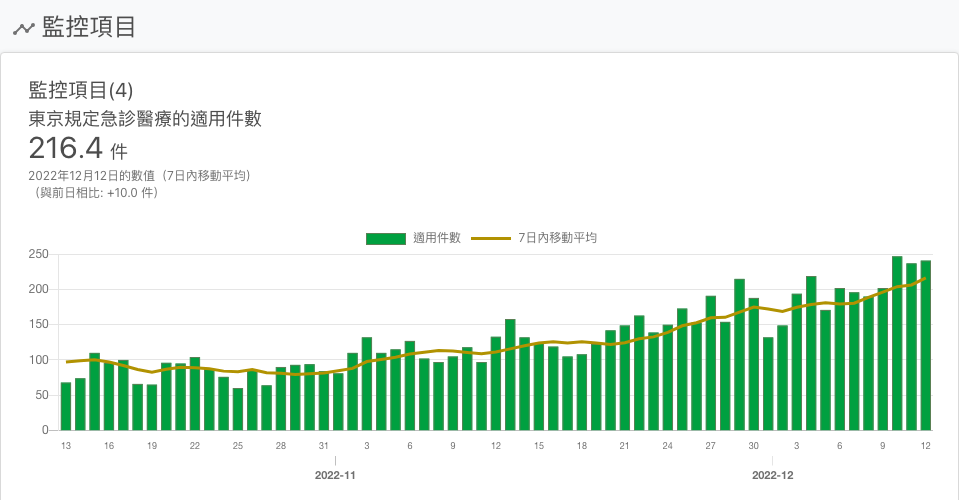 監控項目
監控項目(4)
東京規定急診醫療的適用件數
216.4 件
2022年12月12日的數值（7日內移動平均）
（與前日相比: +10.0 件）
適用件數 7日內移動平均
250
200
150
100
50
0
13 16 19 22 25 28 31 3 6 9 12 15 18 21 24 27 30 3 6 9 12
2022-11 2022-12